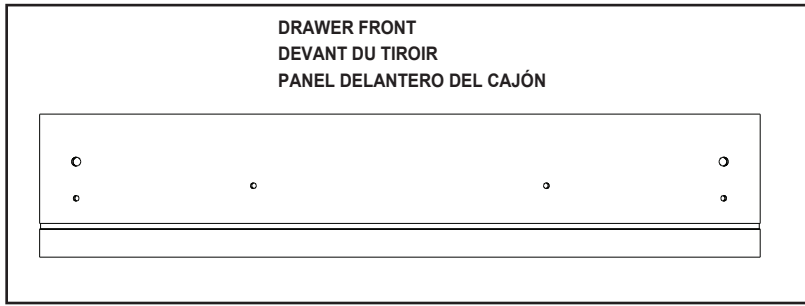 DRAWER FRONT
DEVANT DU TIROIR
PANEL DELANTERO DEL CAJÓN